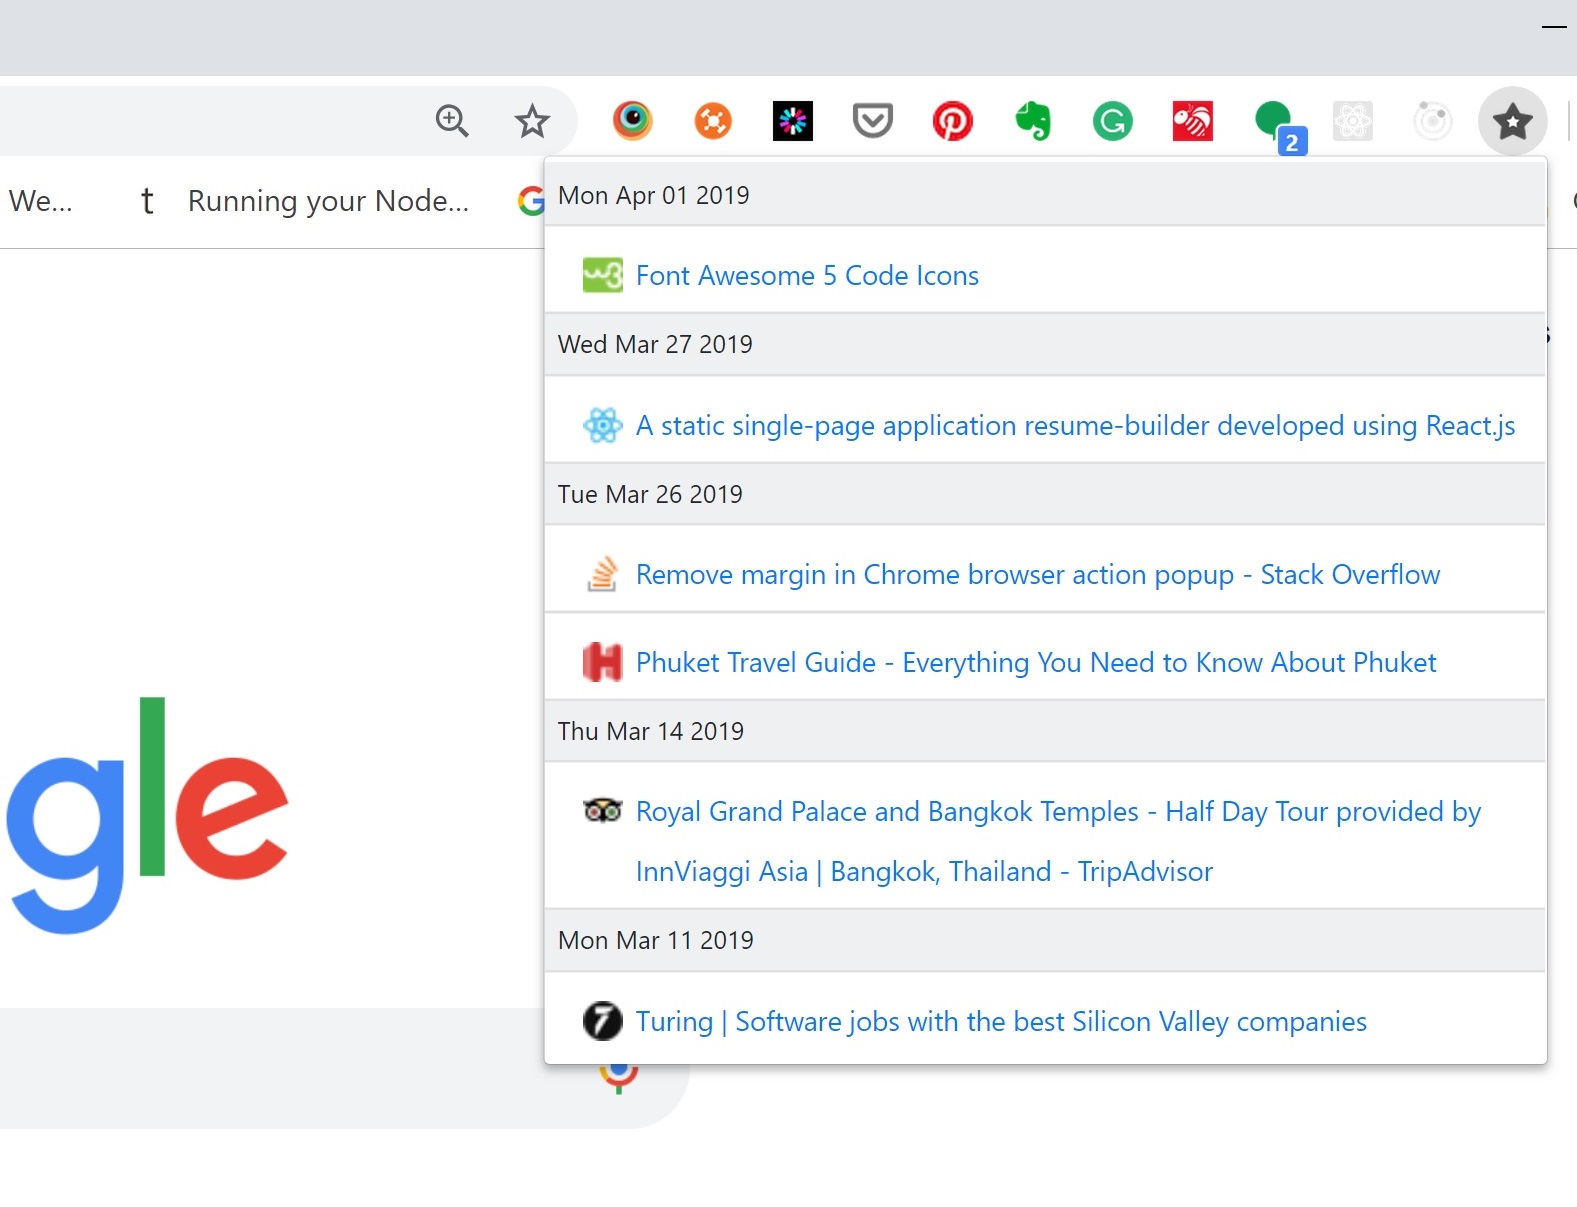 2
We...
t Running your Node...
Mon Apr 01 2019
Font Awesome 5 Code Icons
Wed Mar 27 2019
A static single-page application resume-builder developed using React.js
Tue Mar 26 2019
Remove margin in Chrome browser action popup - Stack Overflow
Phuket Travel Guide - Everything You Need to Know About Phuket
Thu Mar 14 2019
Royal Grand Palace and Bangkok Temples - Half Day Tour provided by
InnViaggi Asia | Bangkok, Thailand - TripAdvisor
Mon Mar 11 2019
Turing | Software jobs with the best Silicon Valley companies
gle